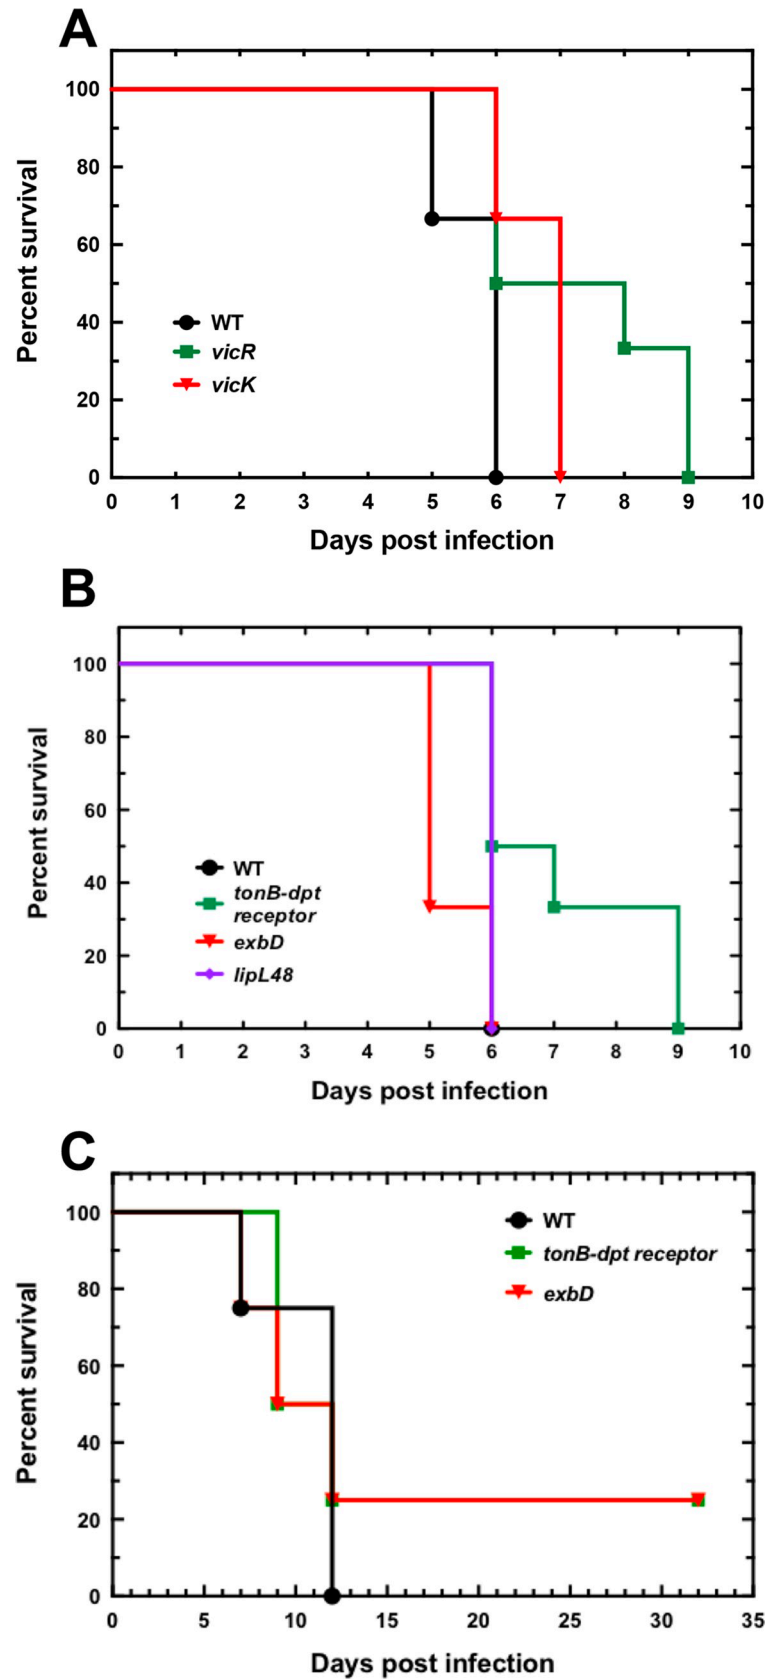 A
Percent survival
100
80
60
40
20
0
WT
vicR
vicK
0 1 2 3 4 5 6 7 8 9 10
Days post infection
B
Percent survival
100
80
60
40
20
0
WT
tonB-dpt
receptor
exbD
lipL48
0 1 2 3 4 5 6 7 8 9 10
Days post infection
C
Percent survival
100
80
60
40
20
0
WT
tonB-dpt receptor
exbD
0 5 10 15 20 25 30 35
Days post infection